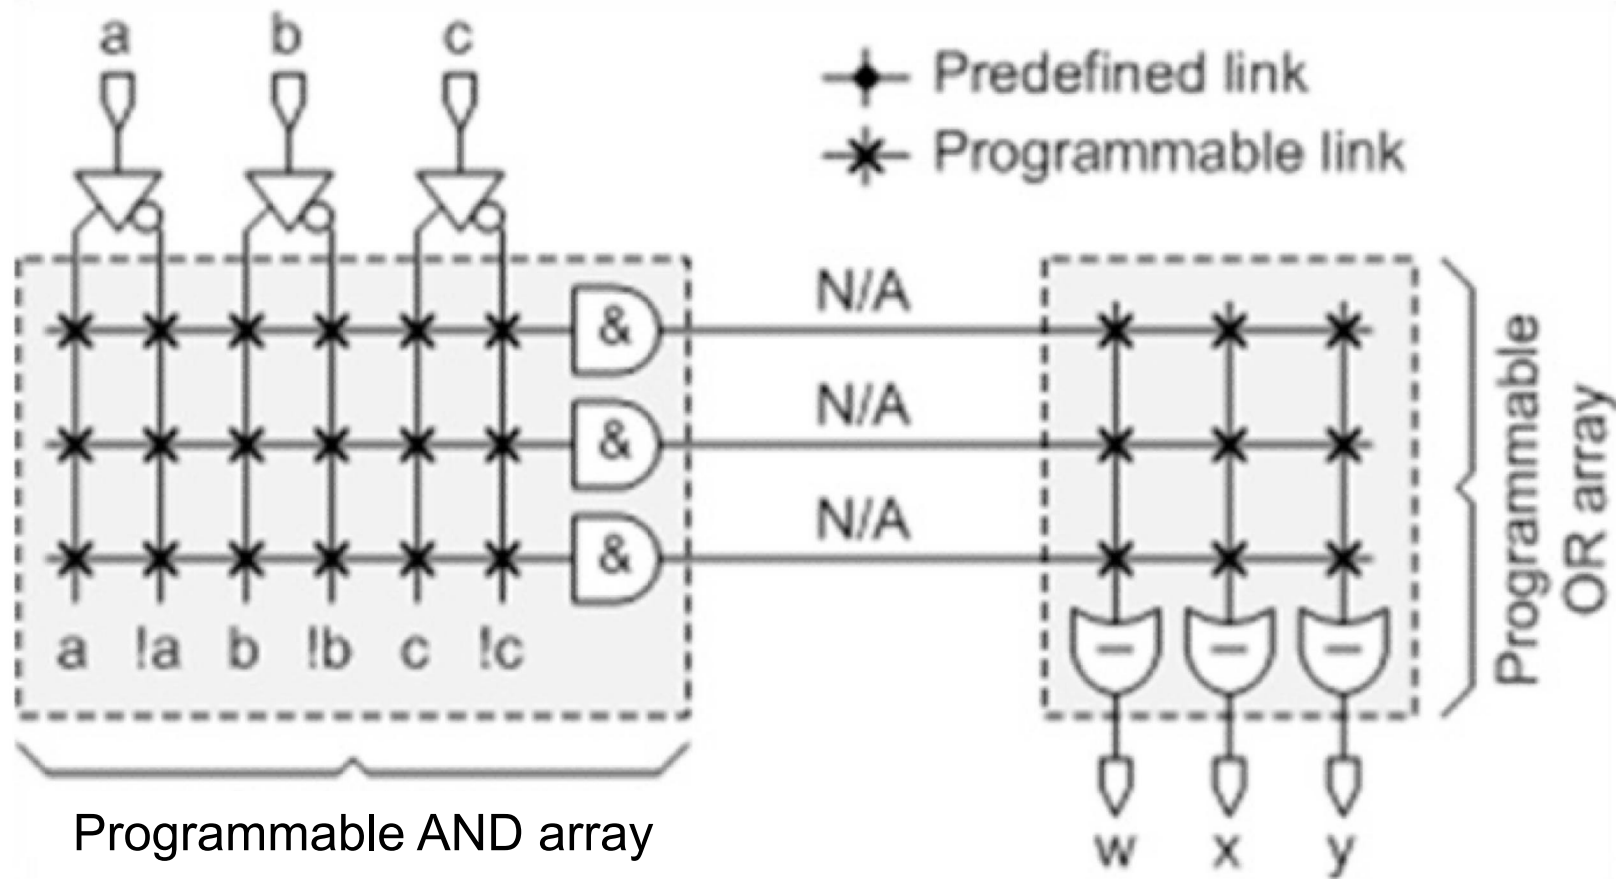 a b c
Predefined link
Programmable link
N/A
&
N/A
&
N/A
&
a !a b !b c !c
Programmable AND array
Programmable
OR array
w x y